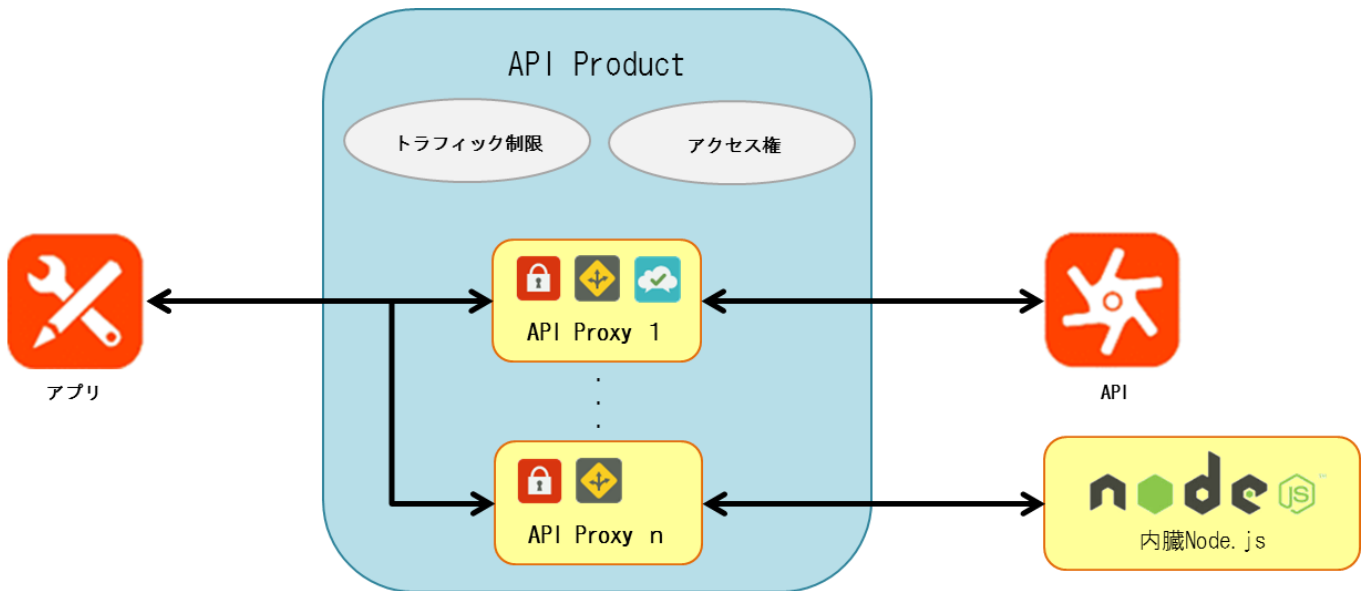 API Product
トラフィック制限
アクセス権
API Proxy 1
アプリ
API
API Proxy n
node
JS
™
内臓Node.js